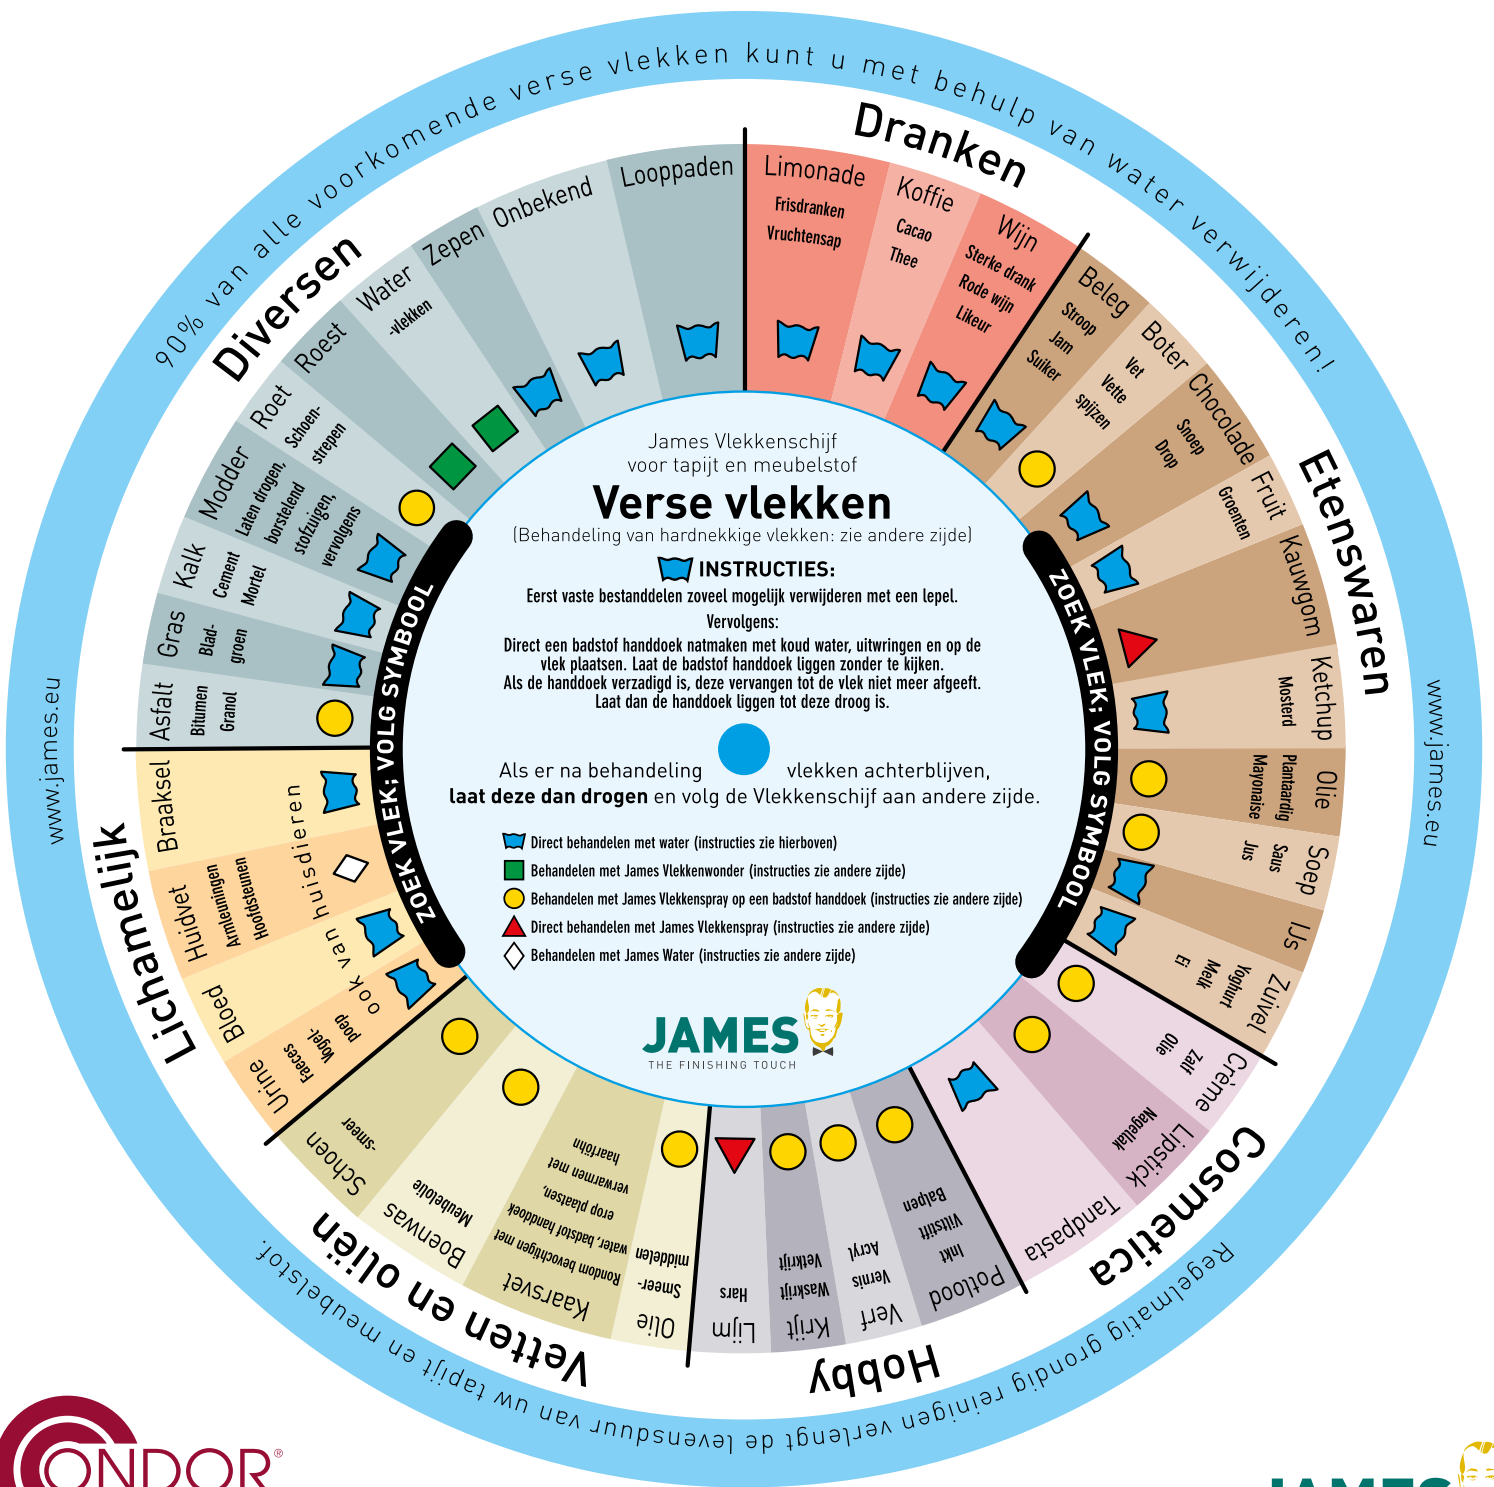 90% van alle voorkomende verse vlekken kunt u met behulp van water verwijderen!
www.james.eu
Regelmatig grondig reinigen verlengt de levensduur van uw tapijt en meubelstof.
www.james.eu
Dranken
Limonade
Frisdranken
Vruchtensap
Koffie
Cacao
Thee
Wijn
Sterke drank
Rode wijn
Likeur
Etenswaren
Beleg
Stroop
Jam
Suiker
Boter
Vet
Vette
spijzen
Chocolade
Snoep
Drop
Fruit
Groenten
Kauwgom
Ketchup
Mosterd
Olie
Plantaardig
Mayonaise
Soep
Saus
Jus
IJs
Zuivel
Yoghurt
Melk
Ei
Cosmetica
Crème
Zalf
Olie
Lipstick
Nagellak
Tandpasta
Hobby
Potlood
Inkt
Viltstift
Balpen
Verf
Vernis
Acryl
Krijt
Waskrijt
Vetkrijt
Lijm
Hars
Vetten en oliën
Olie
Smeer-
middelen
Kaarsvet
Rondom bevochtigen met
water, badstof handdoek
erop plaatsen,
verwarmen met
haarföhn
Boenwas
Meubelolie
Schoen
-smeer
Lichamelijk
ook van huisdieren
Urine
Faeces
Vogel-
poep
Bloed
Huidvet
Armleuningen
Hoofdsteunen
Braaksel
Diversen
Asfalt
Bitumen
Granol
Gras
Blad-
groen
Kalk
Cement
Mortel
Modder
Laten drogen,
borstelend
stofzuigen,
vervolgens
Roet
Schoen-
strepen
Roest
Water
-vlekken
Zepen
Onbekend
Looppaden
ZOEK VLEK; VOLG SYMBOOL
ZOEK VLEK; VOLG SYMBOOL
James Vlekkenschijf
voor tapijt en meubelstof
Verse vlekken
(Behandeling van hardnekkige vlekken: zie andere zijde)
INSTRUCTIES:
Eerst vaste bestanddelen zoveel mogelijk verwijderen met een lepel.
Vervolgens:
Direct een badstof handdoek natmaken met koud water, uitwringen en op de
vlek plaatsen. Laat de badstof handdoek liggen zonder te kijken.
Als de handdoek verzadigd is, deze vervangen tot de vlek niet meer afgeeft.
Laat dan de handdoek liggen tot deze droog is.
Als er na behandeling vlekken achterblijven,
laat deze dan drogen en volg de Vlekkenschijf aan andere zijde.
Direct behandelen met water (instructies zie hierboven)
Behandelen met James Vlekkenwonder (instructies zie andere zijde)
Behandelen met James Vlekkenspray op een badstof handdoek (instructies zie andere zijde)
Direct behandelen met James Vlekkenspray (instructies zie andere zijde)
Behandelen met James Water (instructies zie andere zijde)
JAMES
THE FINISHING TOUCH
CONDOR®
JAMES